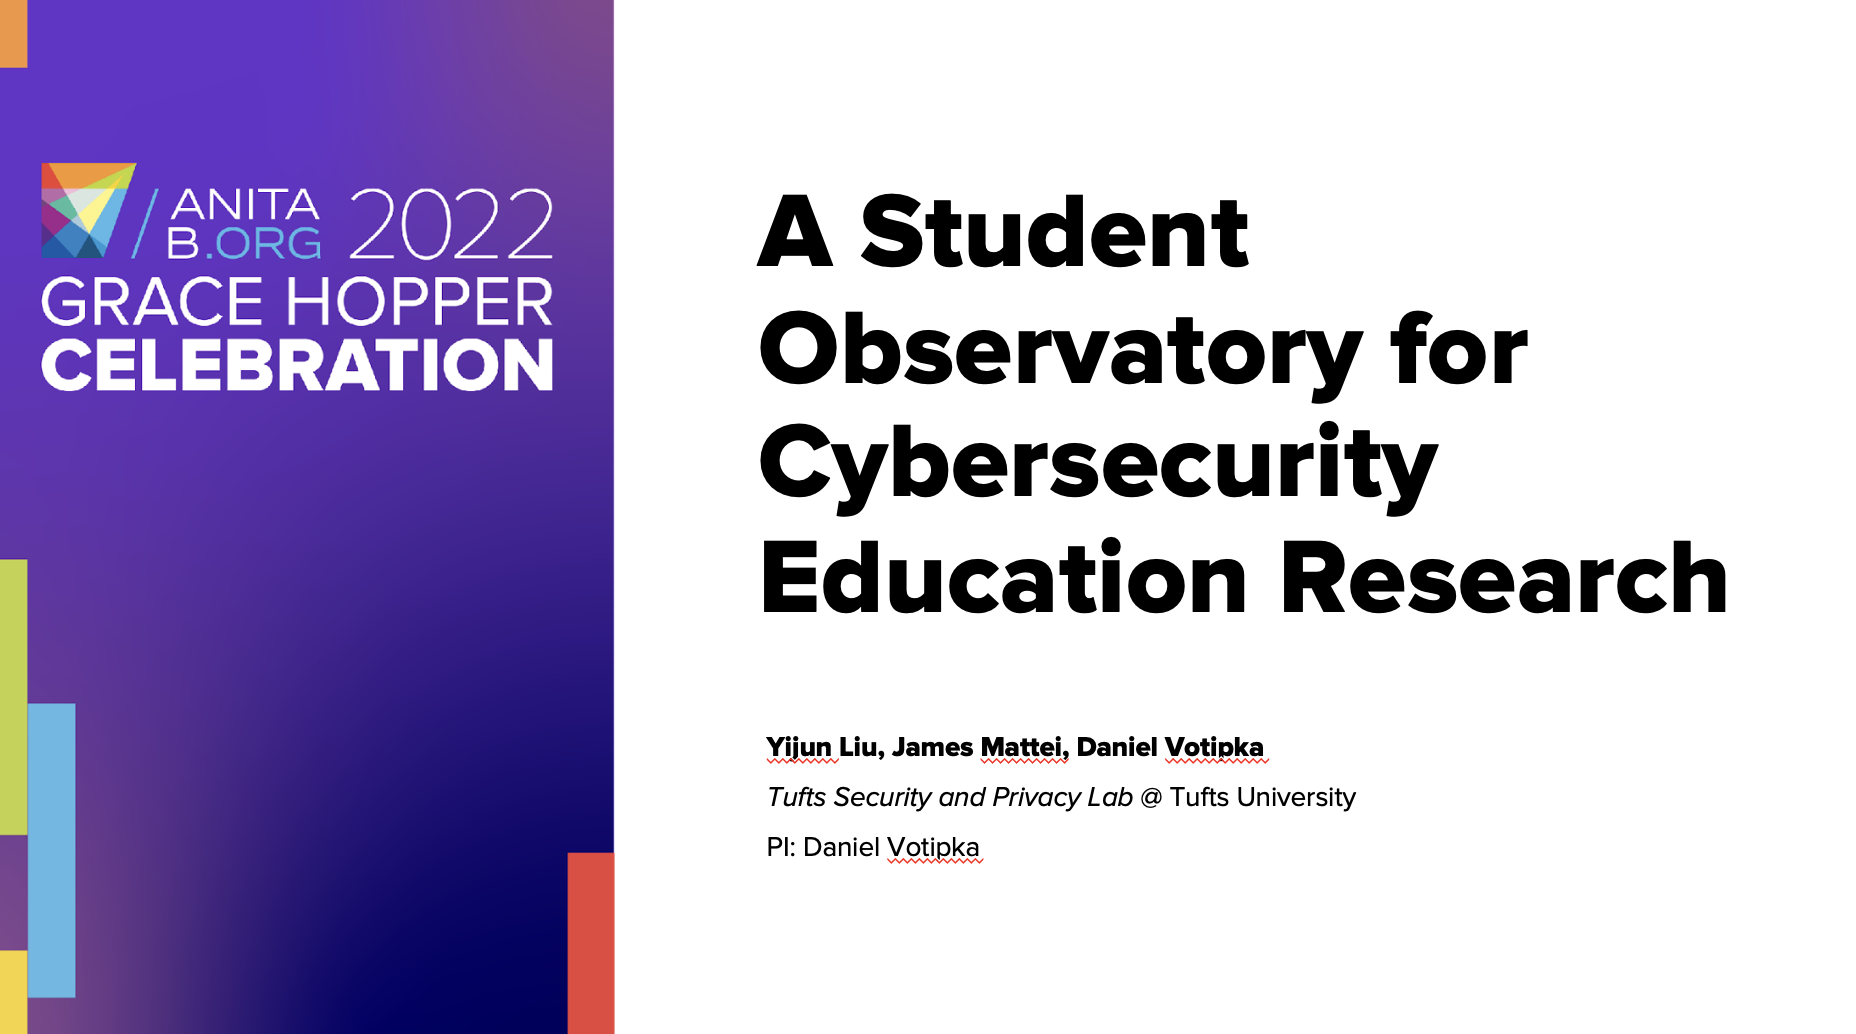 ANITA
B.ORG
2022
GRACE HOPPER
CELEBRATION
A Student
Observatory for
Cybersecurity
Education Research
Yijun Liu, James Mattei, Daniel Votipka
Tufts Security and Privacy Lab @ Tufts University
PI: Daniel Votipka